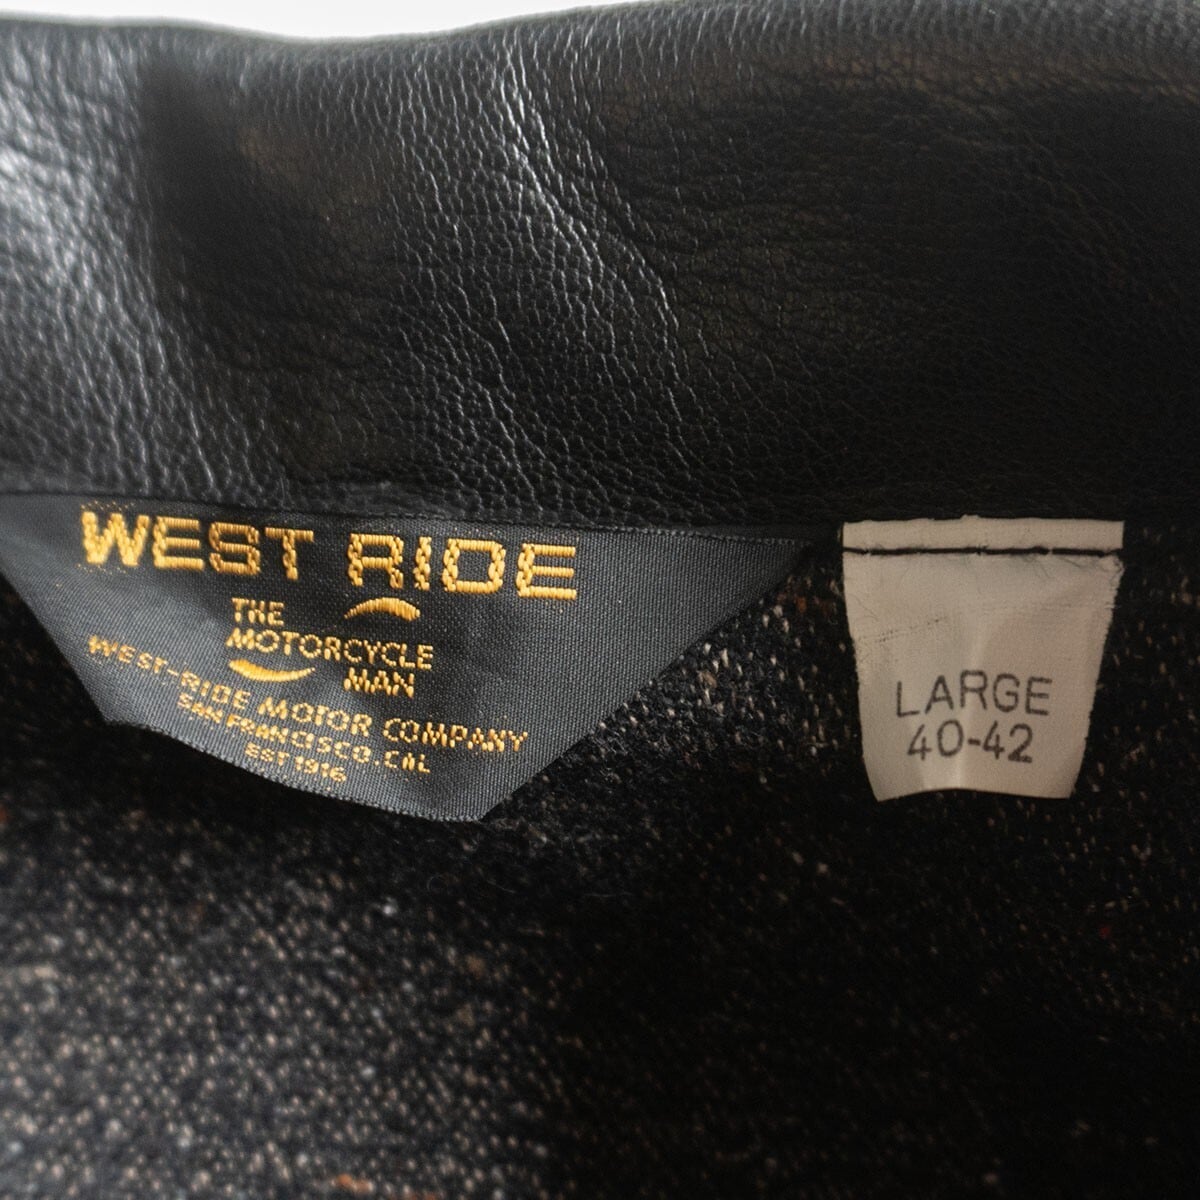 WEST RIDE
THE
MOTORCYCLE
MAN
WEST-RIDE MOTOR COMPANY
SAN FRANCISCO.CAL
EST 1916
LARGE
40-42